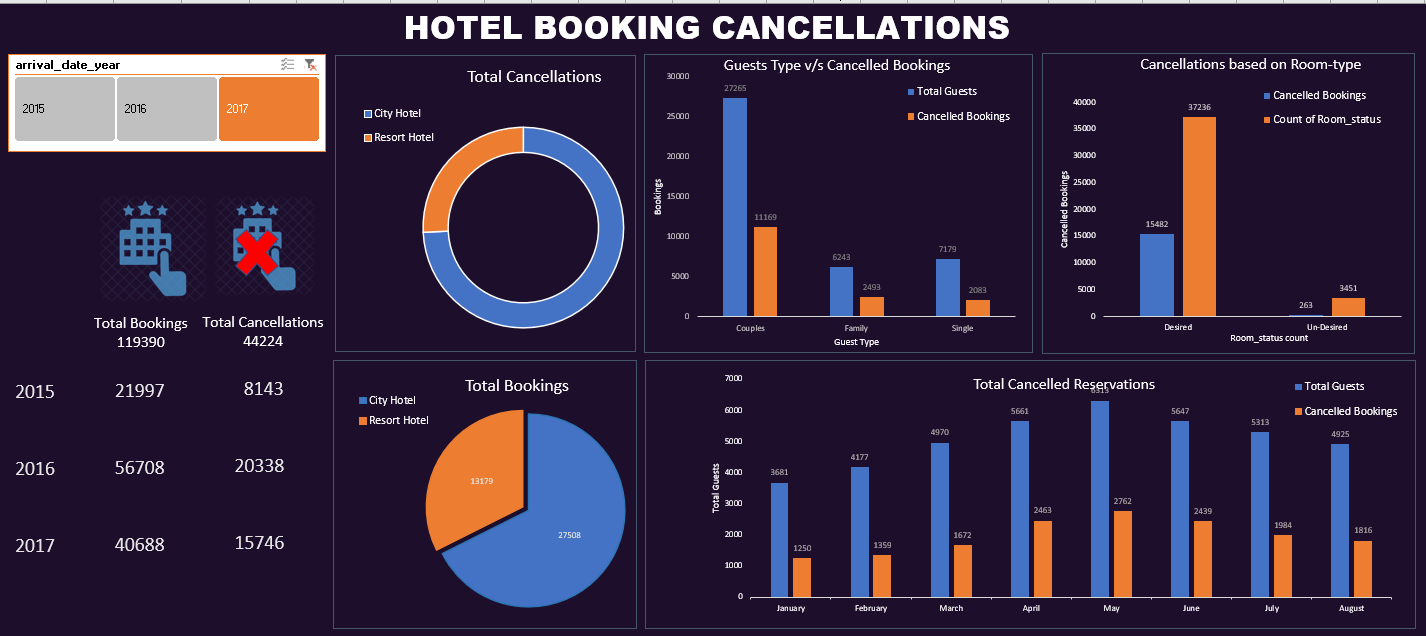 HOTEL BOOKING CANCELLATIONS
arrival_date_year
2015
2016
2017
Total Bookings
119390
Total Cancellations
44224
2015 21997 8143
2016 56708 20338
2017 40688 15746
Total Cancellations
City Hotel
Resort Hotel
Guests Type v/s Cancelled Bookings
Total Guests
Cancelled Bookings
Bookings
30000
25000
20000
15000
10000
5000
0
27265
11169
6243
2493
7179
2083
Couples
Family
Single
Guest Type
Cancellations based on Room-type
Cancelled Bookings
Count of Room_status
Cancelled Bookings
40000
35000
30000
25000
20000
15000
10000
5000
0
15482
37236
263
3451
Desired
Un-Desired
Room_status count
Total Bookings
City Hotel
Resort Hotel
13179
27508
Total Cancelled Reservations
Total Guests
Cancelled Bookings
Total Guests
7000
6000
5000
4000
3000
2000
1000
0
3681
1250
4177
1359
4970
1672
5661
2463
2762
5647
2439
5313
1984
4925
1816
January
February
March
April
May
June
July
August